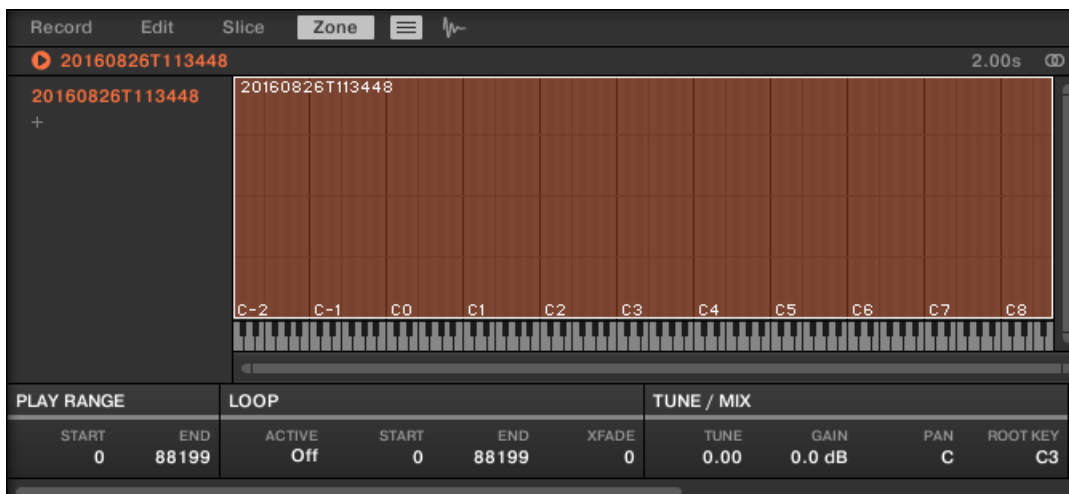 Record Edit Slice Zone
20160826T113448 2.00s
20160826T113448
+
20160826T113448
C-2 C-1 C0 C1 C2 C3 C4 C5 C6 C7 C8
PLAY RANGE LOOP TUNE / MIX
START END ACTIVE START END XFADE TUNE GAIN PAN ROOT KEY
0 88199 Off 0 88199 0 0.00 0.0 dB C C3